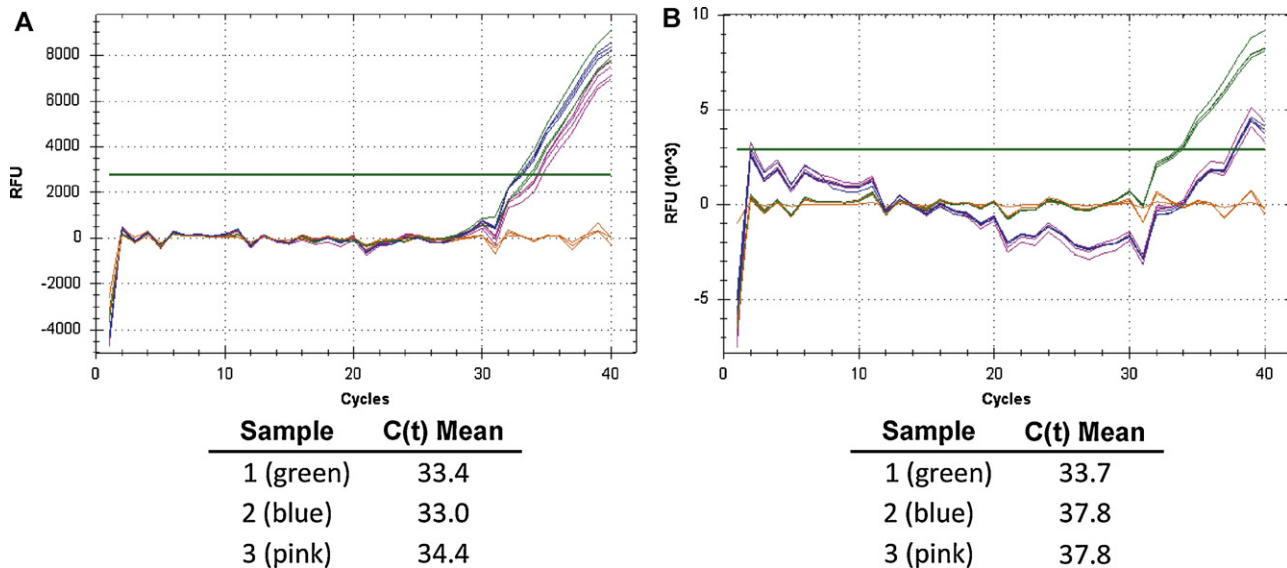 A
RFU
8000
6000
4000
2000
0
-2000
-4000
0 10 20 30 40
Cycles
Sample C(t) Mean
1 (green) 33.4
2 (blue) 33.0
3 (pink) 34.4
B
RFU (10^3)
10
5
0
-5
0 10 20 30 40
Cycles
Sample C(t) Mean
1 (green) 33.7
2 (blue) 37.8
3 (pink) 37.8